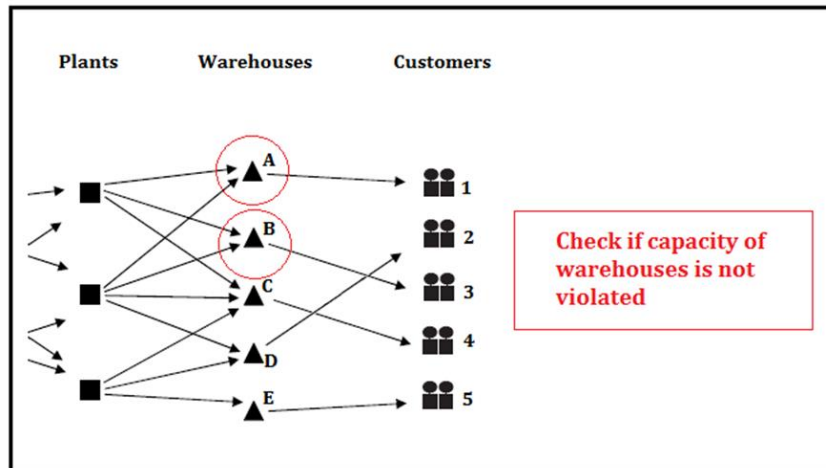 Plants Warehouses Customers
A
1
B
2
Check if capacity of
warehouses is not
violated
C
3
D
4
E
5